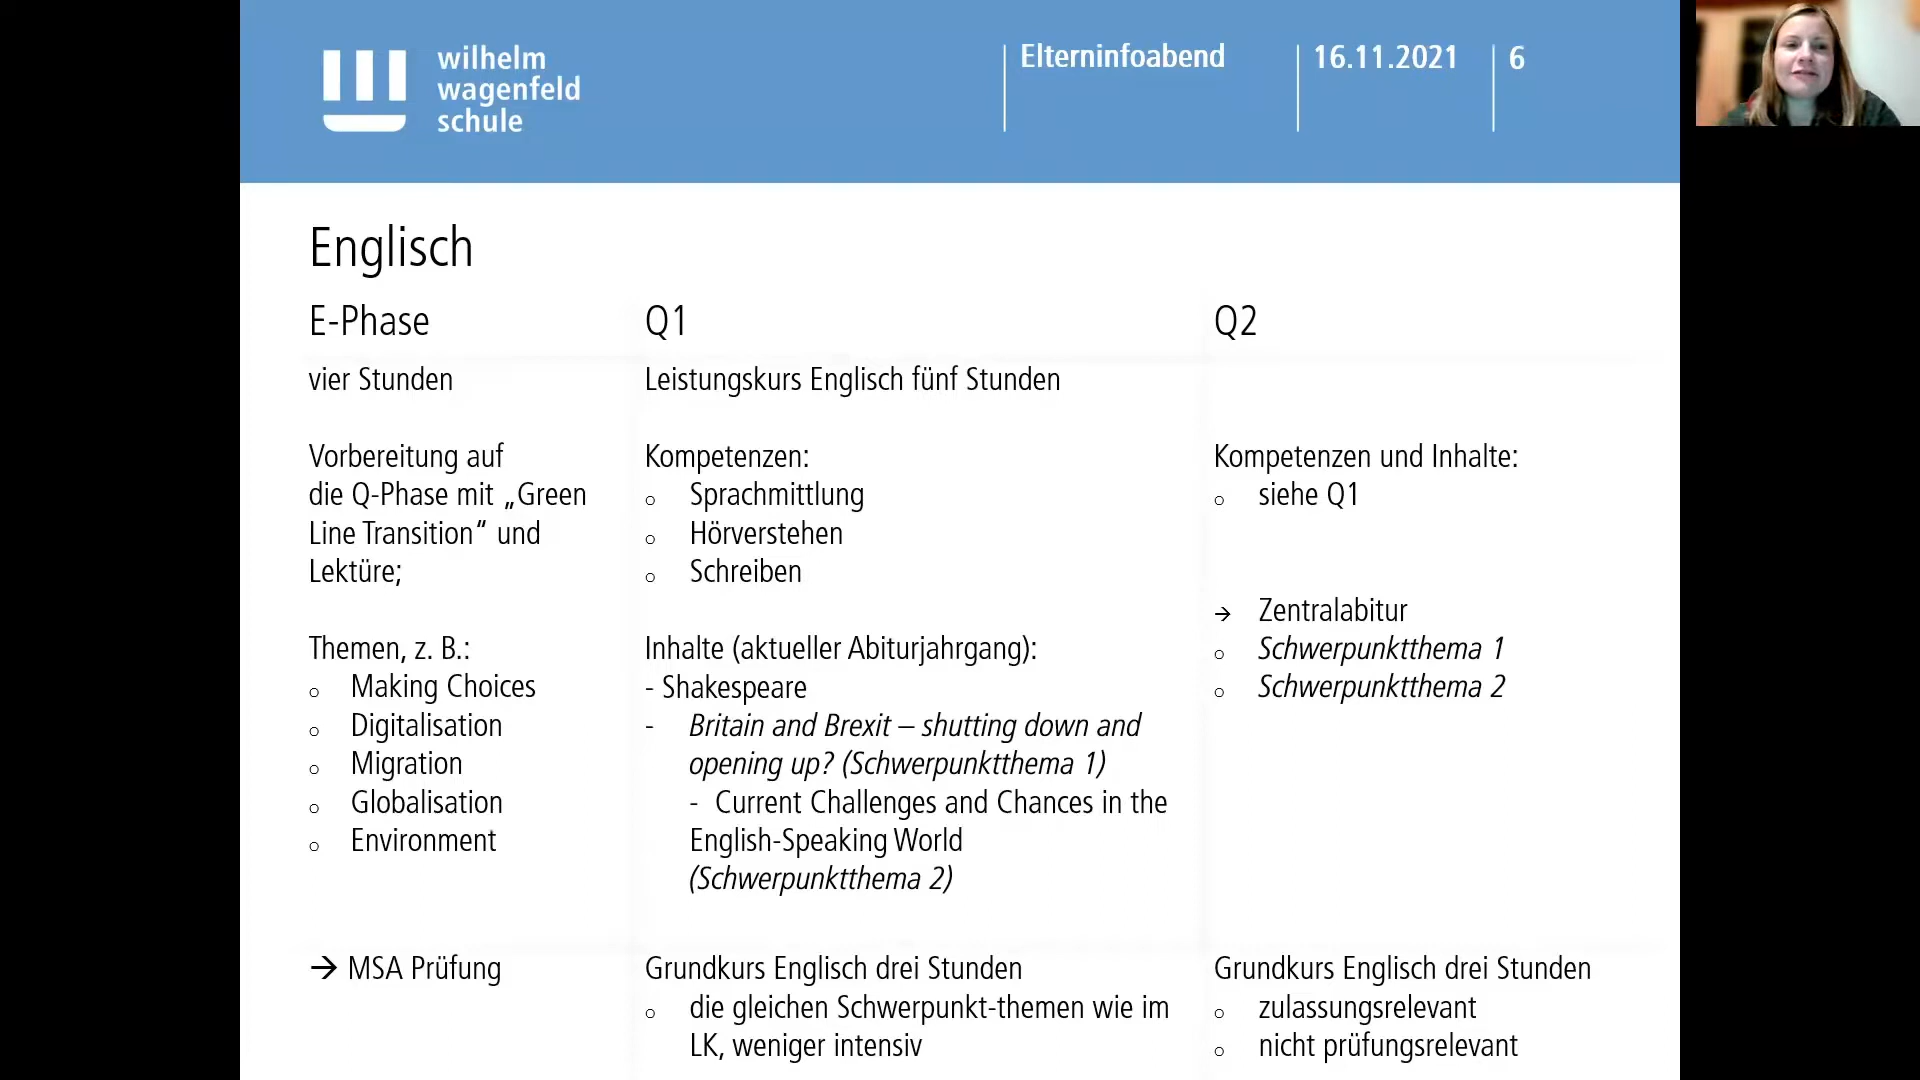 wilhelm
wagenfeld
schule
Elterninfoabend
16.11.2021
6
Englisch
E-Phase
vier Stunden
Vorbereitung auf
die Q-Phase mit „Green
Line Transition“ und
Lektüre;
Themen, z. B.:
o Making Choices
o Digitalisation
o Migration
o Globalisation
o Environment
→ MSA Prüfung
Q1
Leistungskurs Englisch fünf Stunden
Kompetenzen:
o Sprachmittlung
o Hörverstehen
o Schreiben
Inhalte (aktueller Abiturjahrgang):
- Shakespeare
- Britain and Brexit – shutting down and
opening up? (Schwerpunktthema 1)
- Current Challenges and Chances in the
English-Speaking World
(Schwerpunktthema 2)
Grundkurs Englisch drei Stunden
o die gleichen Schwerpunkt-themen wie im
LK, weniger intensiv
Q2
Kompetenzen und Inhalte:
o siehe Q1
→ Zentralabitur
o Schwerpunktthema 1
o Schwerpunktthema 2
Grundkurs Englisch drei Stunden
o zulassungsrelevant
o nicht prüfungsrelevant